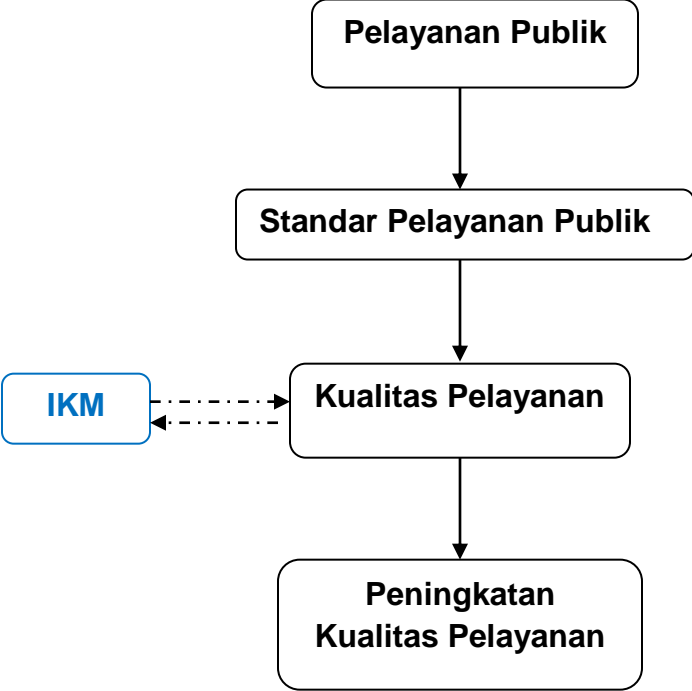 Pelayanan Publik
Standar Pelayanan Publik
IKM
Kualitas Pelayanan
Peningkatan
Kualitas Pelayanan